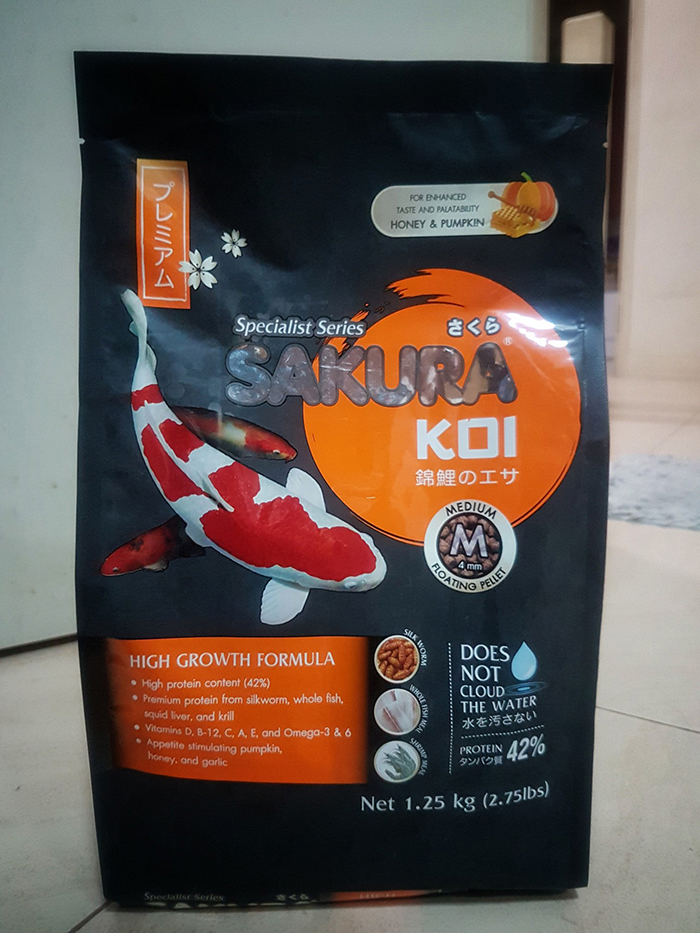 プレミアム
FOR ENHANCED
TASTE AND PALATABILITY
HONEY & PUMPKIN
Specialist Series
さくら
SAKURA®
KOI
錦鯉のエサ
MEDIUM
M
4 mm
FLOATING PELLET
HIGH GROWTH FORMULA
• High protein content (42%)
• Premium protein from silkworm, whole fish,
squid liver, and krill
• Vitamins D, B-12, C, A, E, and Omega-3 & 6
• Appetite stimulating pumpkin,
honey, and garlic
SILK WORM
WHOLE FISH MEAL
SHRIMP MEAL
DOES
NOT
CLOUD
THE WATER
水を汚さない
PROTEIN
タンパク質
42%
Net 1.25 kg (2.75lbs)
Specialist Series
さくら